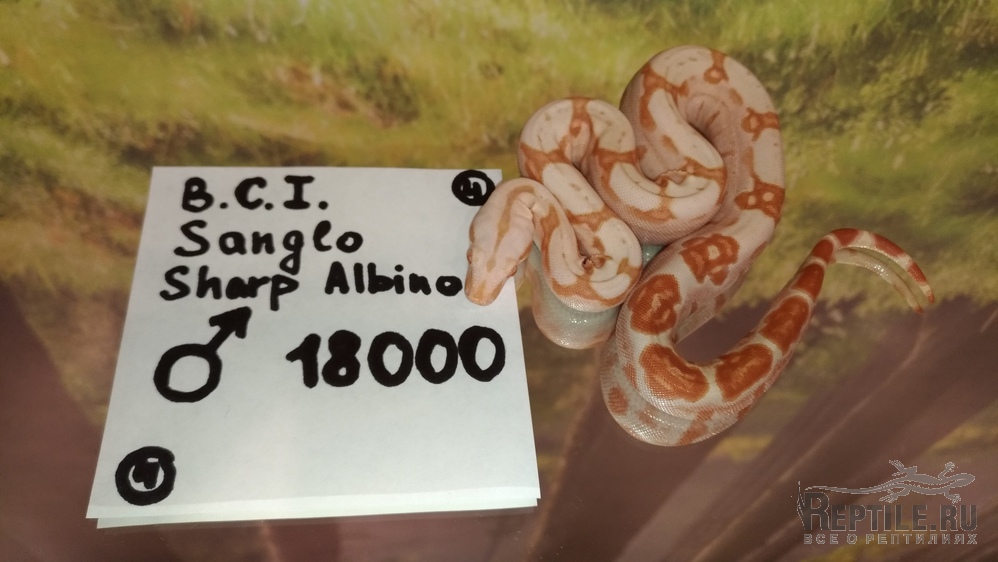 B.C.I.
Sanglo
Sharp Albino
♂ 18000
REPTILE.RU
ВСЕ О РЕПТИЛИЯХ